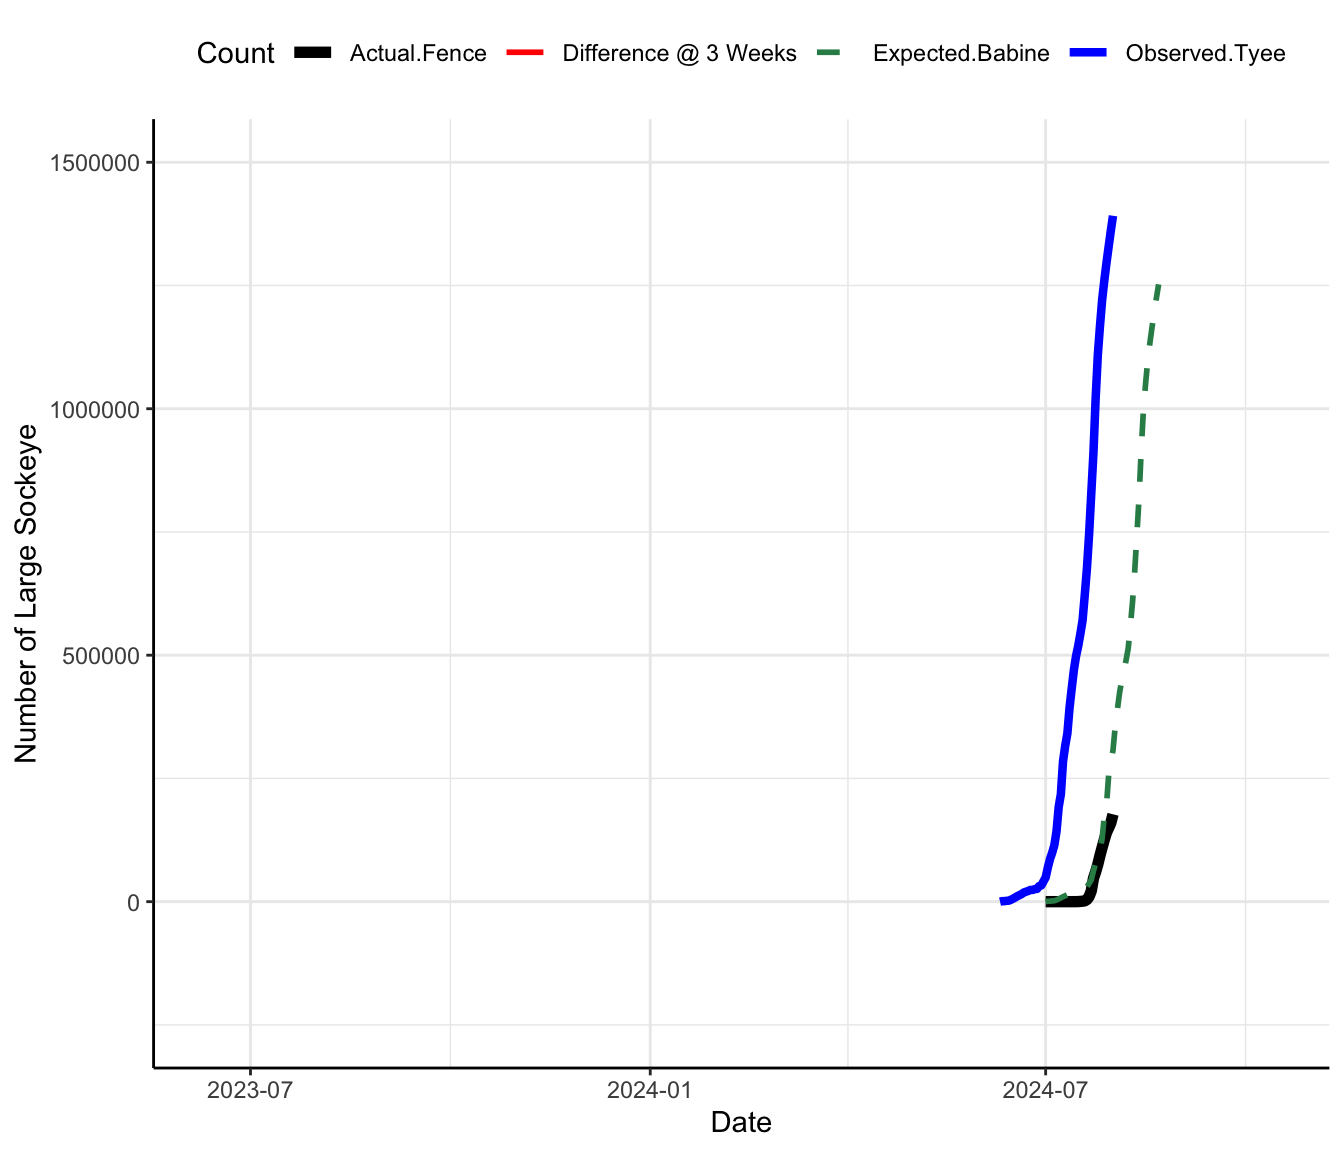 Count Actual.Fence Difference @ 3 Weeks Expected.Babine Observed.Tyee
Number of Large Sockeye
1500000
1000000
500000
0
2023-07 2024-01 2024-07
Date